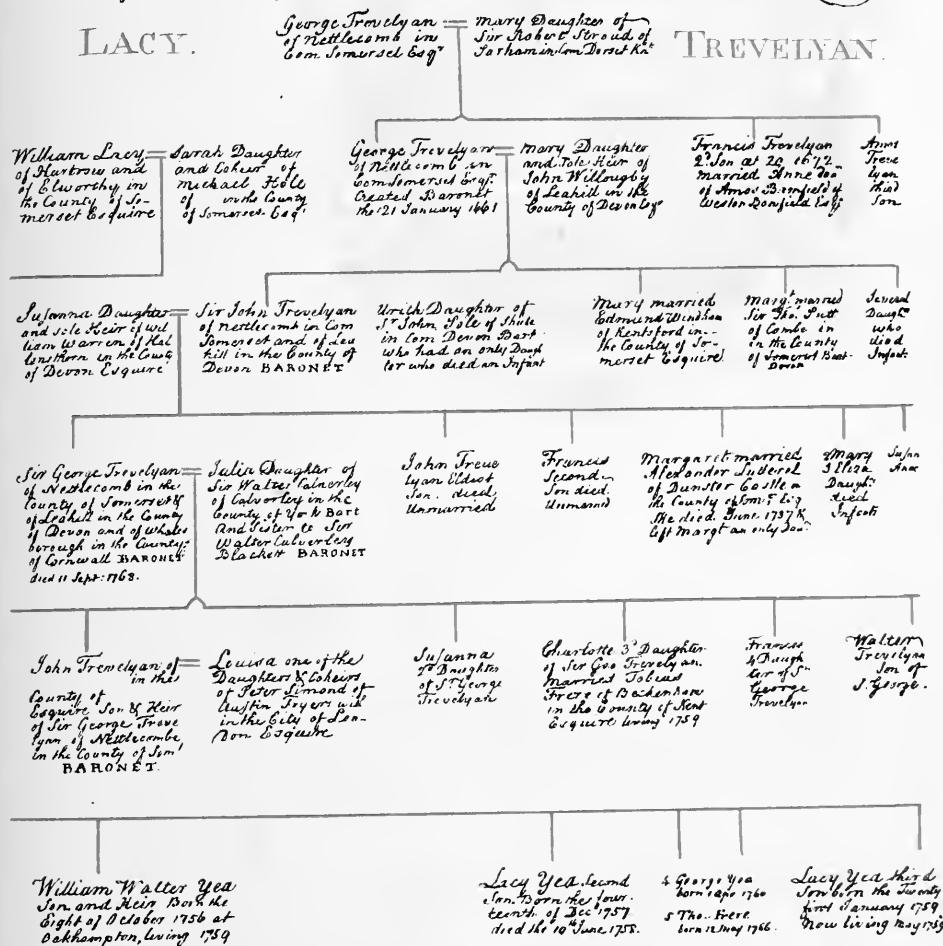 LACY.
TREVELYAN.
George Trevelyan
of Nettlecomb in
Com. Somerset Esqr
Mary Daughter of
Sir Robert Stroud of
Parham in Com Dorset Knt
William Lacy
of Hartrow and
of Elworthy in
the County of So-
merset Esquire
Sarah Daughter
and Coheir of
Michael Hole
of in the County
of Somerset Esqr
George Trevelyan
of Nettlecomb in
Com Somerset Esqr
Created Baronet
the 21 January 1661
Mary Daughter
and Sole Heir of
John Willougby
of Leahill in the
County of Devon Esqr
Francis Trevelyan
2d Son at 20 1672
married Anne Dau
of Amos Bomfield of
Weston Bomfield Esqr
Amos
Treve
lyan
third
Son
Susanna Daughter
and sole Heir of Wil
liam Warren of Hal
lensthorn in the County
of Devon Esquire
Sir John Trevelyan
of Nettlecomb in Com
Somerset and of Lea
hill in the County of
Devon BARONET
Urith Daughter of
Sr John Pole of Shute
in Com Devon Bart
who had an only Daugh
ter who died an Infant
Mary married
Edmund Windham
of Kentsford in
the County of So-
merset Esquire
Margt married
Sir Tho. Putt
of Combe in
in the County
of Somerset Bart
Devon
Several
Daughts
who
died
Infants
Sir George Trevelyan
of Nettlecomb in the
County of Somerset &
of Leahill in the County
of Devon and of Whales
borough in the County
of Cornwall BARONET
died 11 Sept: 1768.
Julia Daughter of
Sir Walter Calverley
of Calverley in the
County of York Bart
And Sister to Sir
Walter Calverley
Blackett BARONET
John Treve
lyan Eldest
Son. died
Unmarried
Francis
Second
Son died
Unmarried
Margaret married
Alexander Luterel
of Dunster Castle in
the County of Somt Esq
She died June 1737 &
left Margt an only Daur
Mary
& Eliza
Daughts
died
Infants
Susan
Anne
John Trevelyan of
in the
County of
Esquire Son & Heir
of Sir George Treve
lyan of Nettlecombe
in the County of Somt
BARONET.
Louisa one of the
Daughters & Coheirs
of Peter Simond of
Austin Fryers
in the City of Lon-
don Esquire
Susanna
Daughter
of Sr George
Trevelyan
Charlotte 3d Daughter
of Sir Geo Trevelyan.
Married Tobias
Frere of Beckenham
in the County of Kent
Esquire living 1759
Frances
4 Daugh
ter of Sr
George
Trevelyan
Walter
Trevelyan
Son of
S. George.
William Walter Yea
Son and Heir Born the
Eight of October 1756 at
Oakhampton, living 1759
Lacy Yea Second
Son. Born the four
teenth of Decr 1757
died the 10th June 1758.
4 George Yea
born 1 apr 1760
5 Tho. Frere
born 12 May 1766.
Lacy Yea third
Son born the Twenty
first January 1759.
Now living May 1759